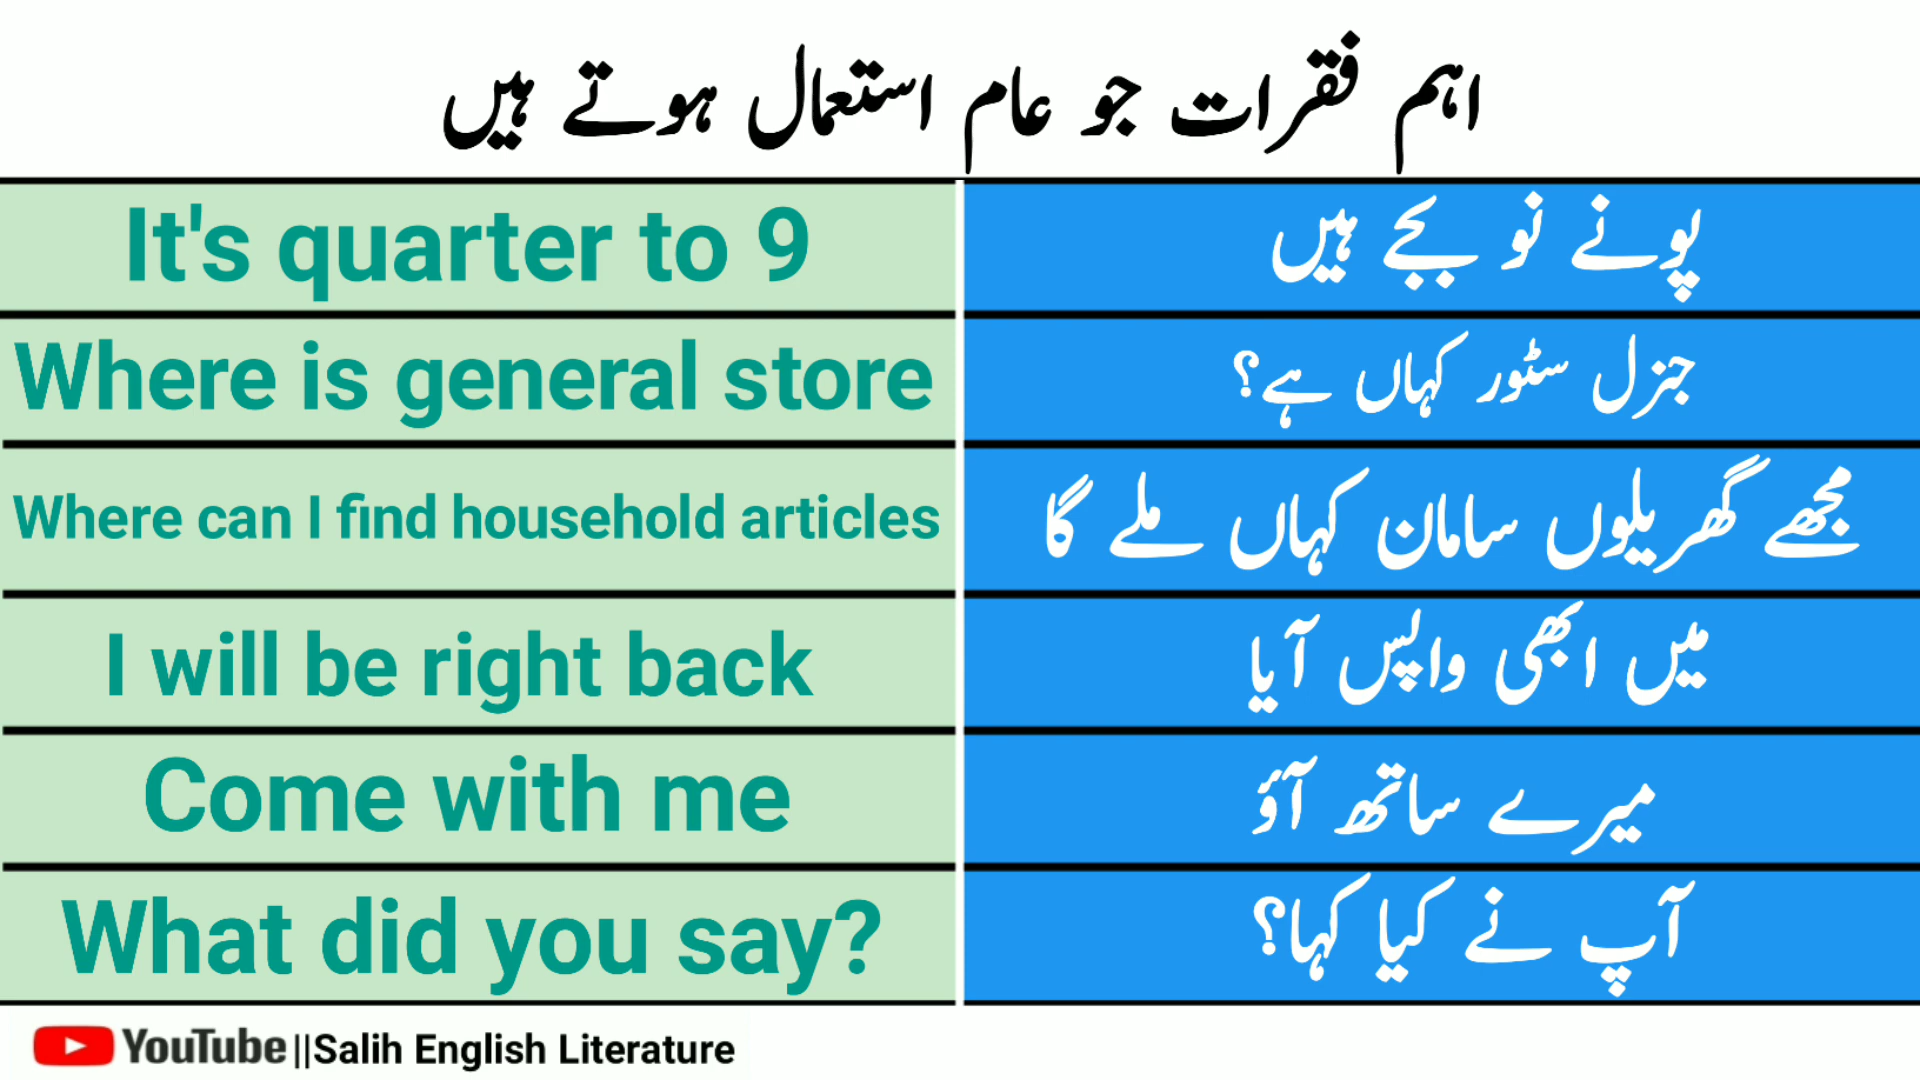 اہم فقرات جو عام استعمال ہوتے ہیں
It's quarter to 9
پونے نو بجے ہیں
Where is general store
جنرل سٹور کہاں ہے؟
Where can I find household articles
مجھے گھریلوں سامان کہاں ملے گا
I will be right back
میں ابھی واپس آیا
Come with me
میرے ساتھ آؤ
What did you say?
آپ نے کیا کہا؟
YouTube ||Salih English Literature